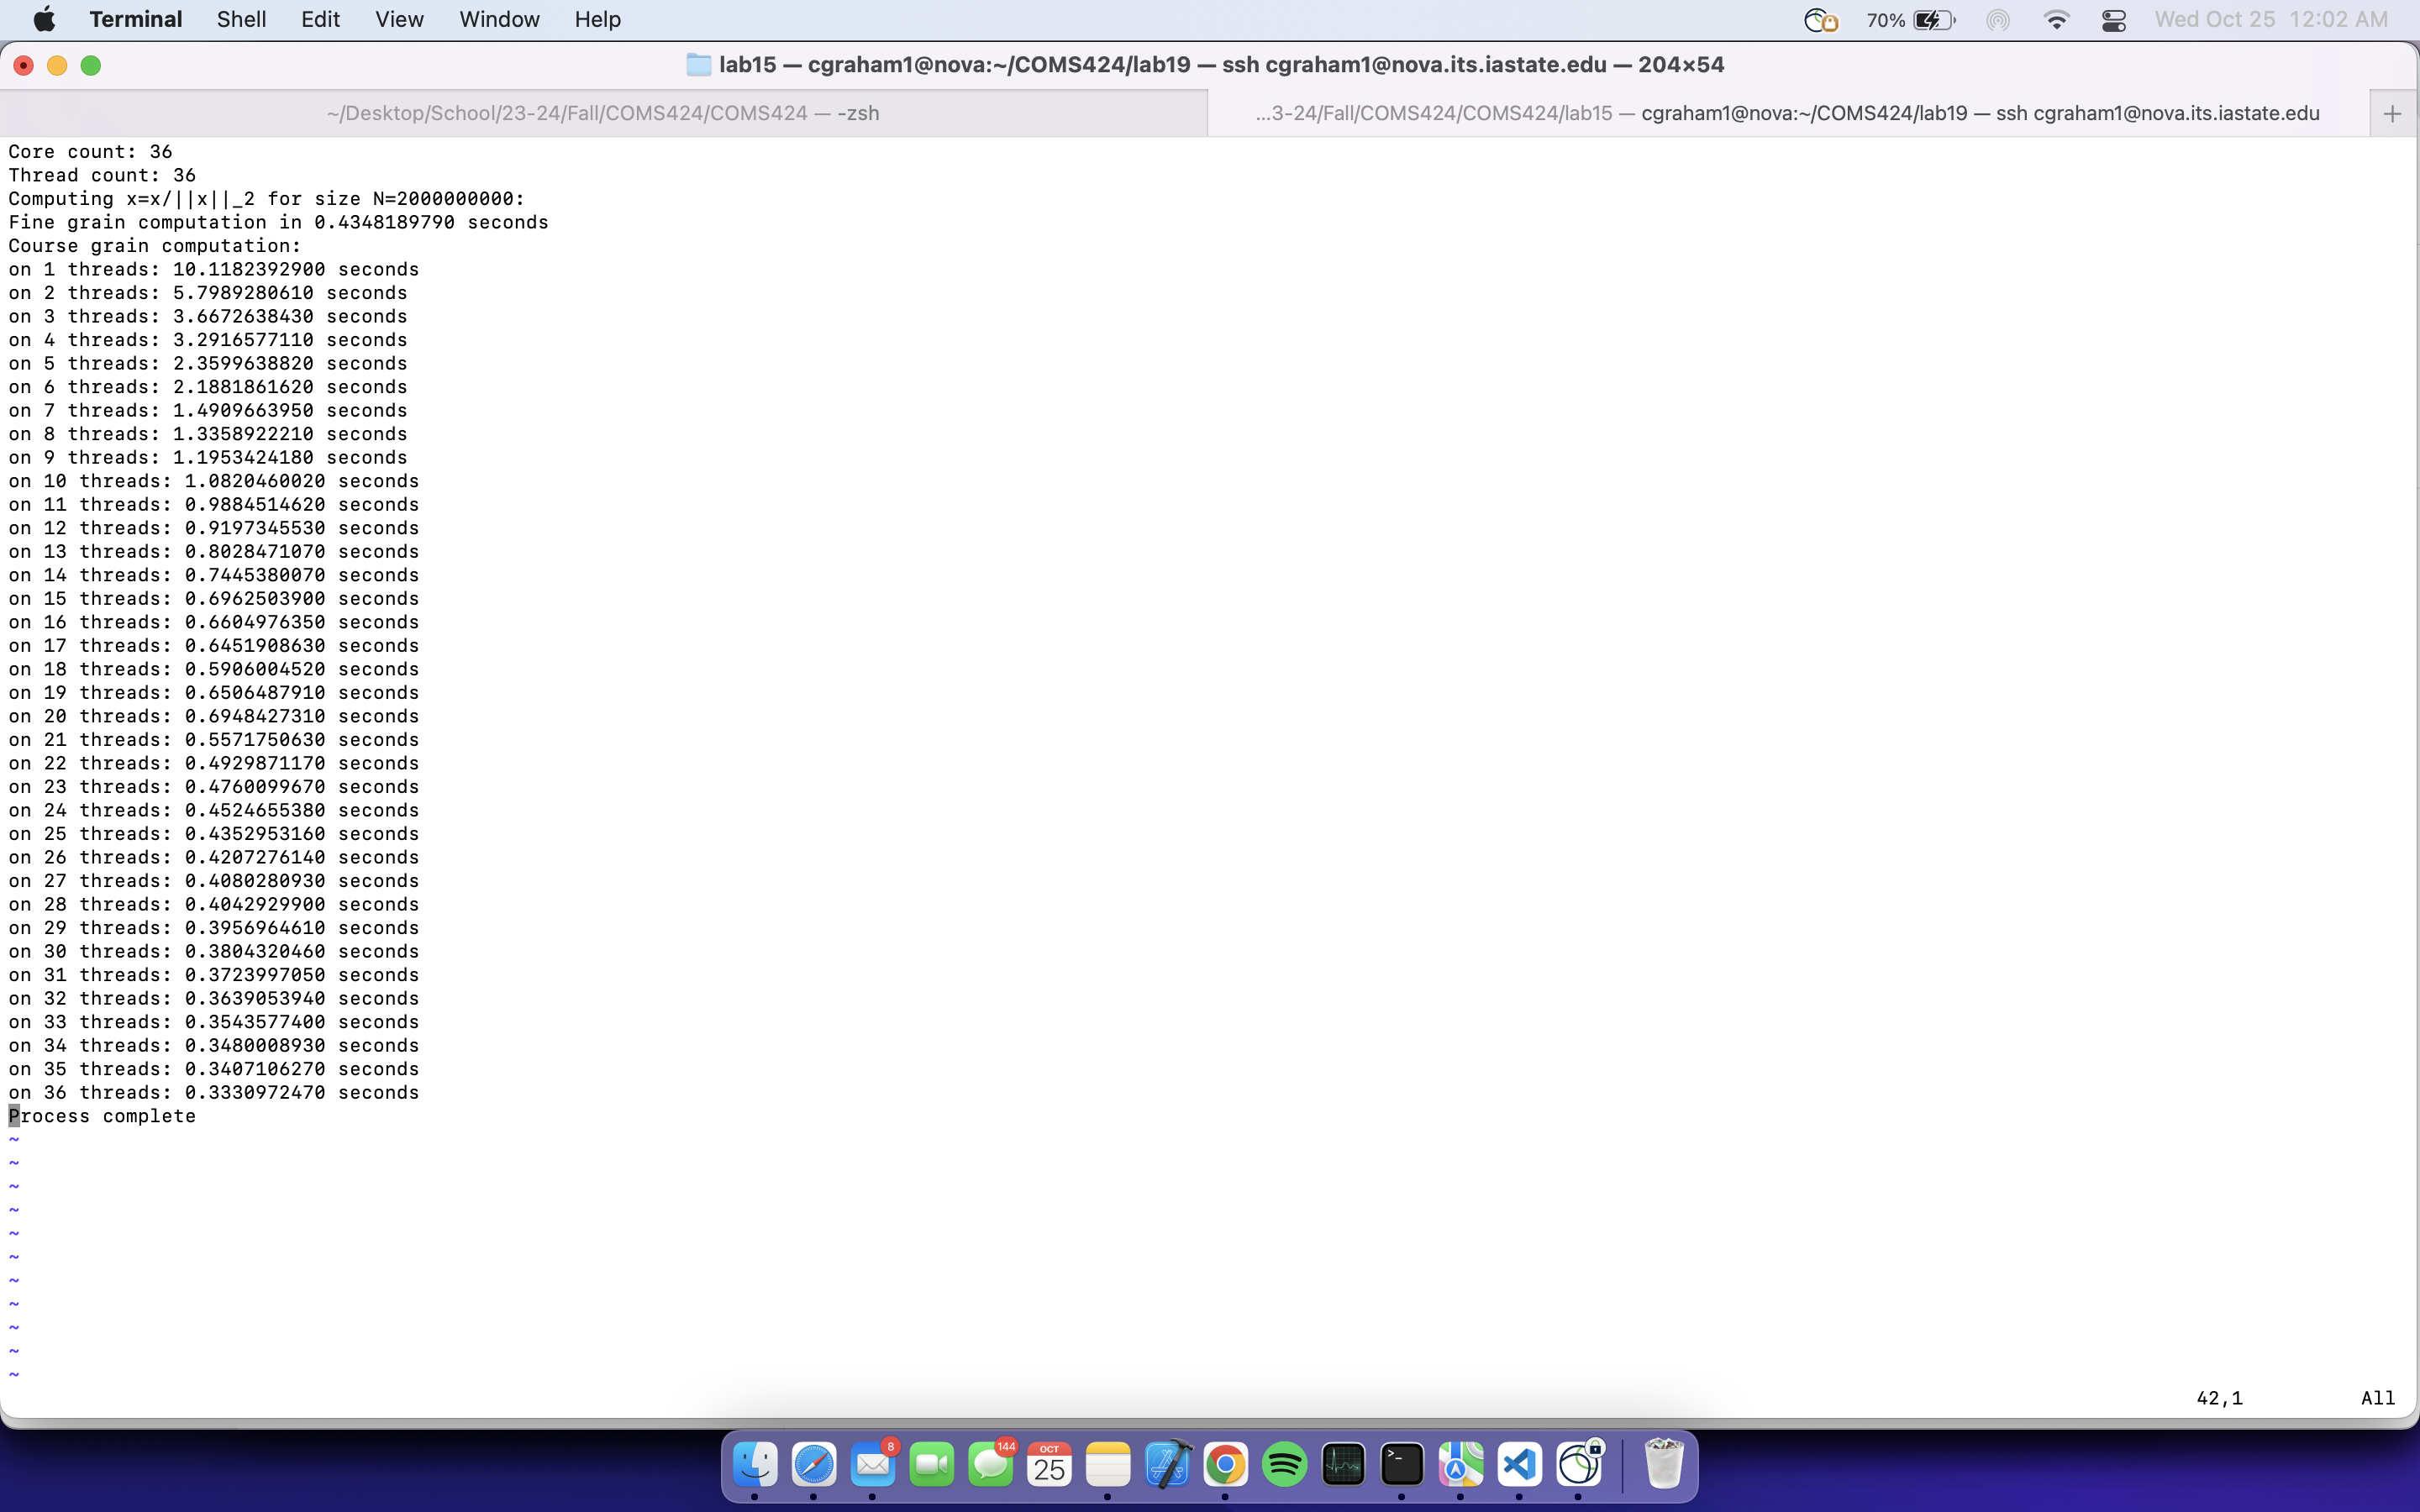 Terminal Shell Edit View Window Help 70% Wed Oct 25 12:02 AM
lab15 — cgraham1@nova:~/COMS424/lab19 — ssh cgraham1@nova.its.iastate.edu — 204×54
~/Desktop/School/23-24/Fall/COMS424/COMS424 — -zsh
...3-24/Fall/COMS424/COMS424/lab15 — cgraham1@nova:~/COMS424/lab19 — ssh cgraham1@nova.its.iastate.edu
Core count: 36
Thread count: 36
Computing x=x/||x||_2 for size N=2000000000:
Fine grain computation in 0.4348189790 seconds
Course grain computation:
on 1 threads: 10.1182392900 seconds
on 2 threads: 5.7989280610 seconds
on 3 threads: 3.6672638430 seconds
on 4 threads: 3.2916577110 seconds
on 5 threads: 2.3599638820 seconds
on 6 threads: 2.1881861620 seconds
on 7 threads: 1.4909663950 seconds
on 8 threads: 1.3358922210 seconds
on 9 threads: 1.1953424180 seconds
on 10 threads: 1.0820460020 seconds
on 11 threads: 0.9884514620 seconds
on 12 threads: 0.9197345530 seconds
on 13 threads: 0.8028471070 seconds
on 14 threads: 0.7445380070 seconds
on 15 threads: 0.6962503900 seconds
on 16 threads: 0.6604976350 seconds
on 17 threads: 0.6451908630 seconds
on 18 threads: 0.5906004520 seconds
on 19 threads: 0.6506487910 seconds
on 20 threads: 0.6948427310 seconds
on 21 threads: 0.5571750630 seconds
on 22 threads: 0.4929871170 seconds
on 23 threads: 0.4760099670 seconds
on 24 threads: 0.4524655380 seconds
on 25 threads: 0.4352953160 seconds
on 26 threads: 0.4207276140 seconds
on 27 threads: 0.4080280930 seconds
on 28 threads: 0.4042929900 seconds
on 29 threads: 0.3956964610 seconds
on 30 threads: 0.3804320460 seconds
on 31 threads: 0.3723997050 seconds
on 32 threads: 0.3639053940 seconds
on 33 threads: 0.3543577400 seconds
on 34 threads: 0.3480008930 seconds
on 35 threads: 0.3407106270 seconds
on 36 threads: 0.3330972470 seconds
Process complete
~
~
~
~
~
~
~
~
~
~
~
42,1 All
8 144 OCT
25